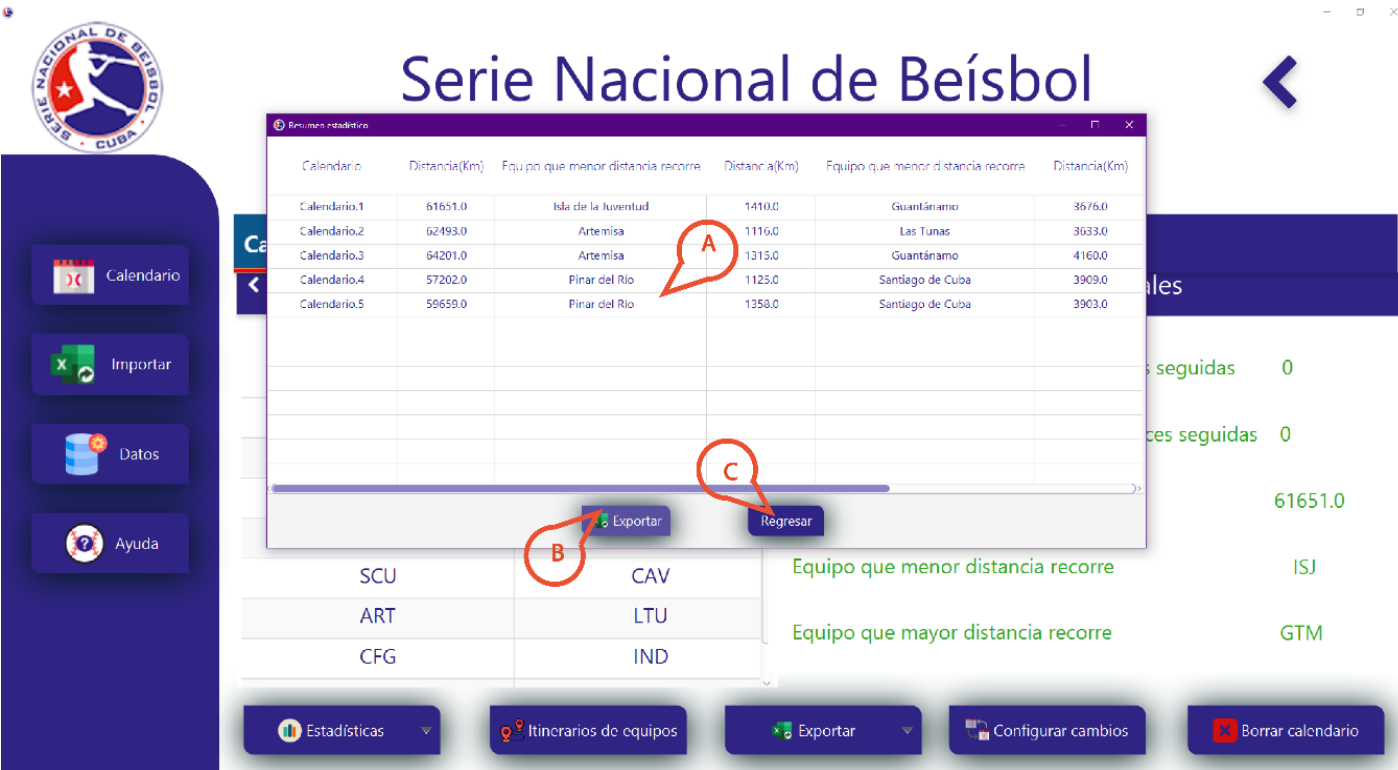 SERIE NACIONAL DE BEISBOL
CUBA
Serie Nacional de Beísbol
Resumen estadístico
Calendario Distancia(Km) Equipo que menor distancia recorre Distancia(Km) Equipo que menor distancia recorre Distancia(Km)
Calendario.1 61651.0 Isla de la Juventud 1410.0 Guantánamo 3676.0
Calendario.2 62493.0 Artemisa 1116.0 Las Tunas 3633.0
Calendario.3 64201.0 Artemisa 1315.0 Guantánamo 4160.0
Calendario.4 57202.0 Pinar del Río 1125.0 Santiago de Cuba 3909.0
Calendario.5 59659.0 Pinar del Río 1358.0 Santiago de Cuba 3903.0
A
C
B
Exportar Regresar
Calendario
Importar
Datos
Ayuda
Ca
ales
seguidas 0
ces seguidas 0
61651.0
SCU CAV
ART LTU
CFG IND
Equipo que menor distancia recorre ISJ
Equipo que mayor distancia recorre GTM
Estadísticas Itinerarios de equipos Exportar Configurar cambios Borrar calendario